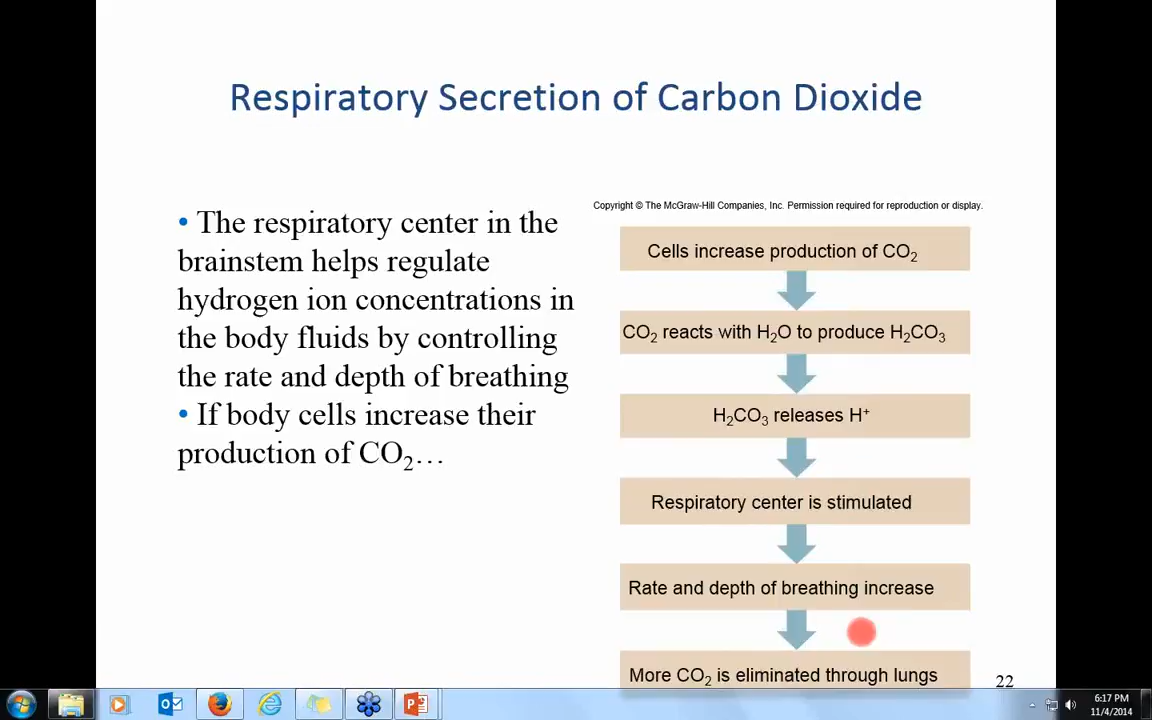 Respiratory Secretion of Carbon Dioxide
• The respiratory center in the
brainstem helps regulate
hydrogen ion concentrations in
the body fluids by controlling
the rate and depth of breathing
• If body cells increase their
production of CO₂…
Copyright © The McGraw-Hill Companies, Inc. Permission required for reproduction or display.
Cells increase production of CO₂
CO₂ reacts with H₂O to produce H₂CO₃
H₂CO₃ releases H⁺
Respiratory center is stimulated
Rate and depth of breathing increase
More CO₂ is eliminated through lungs
22
6:17 PM
11/4/2014